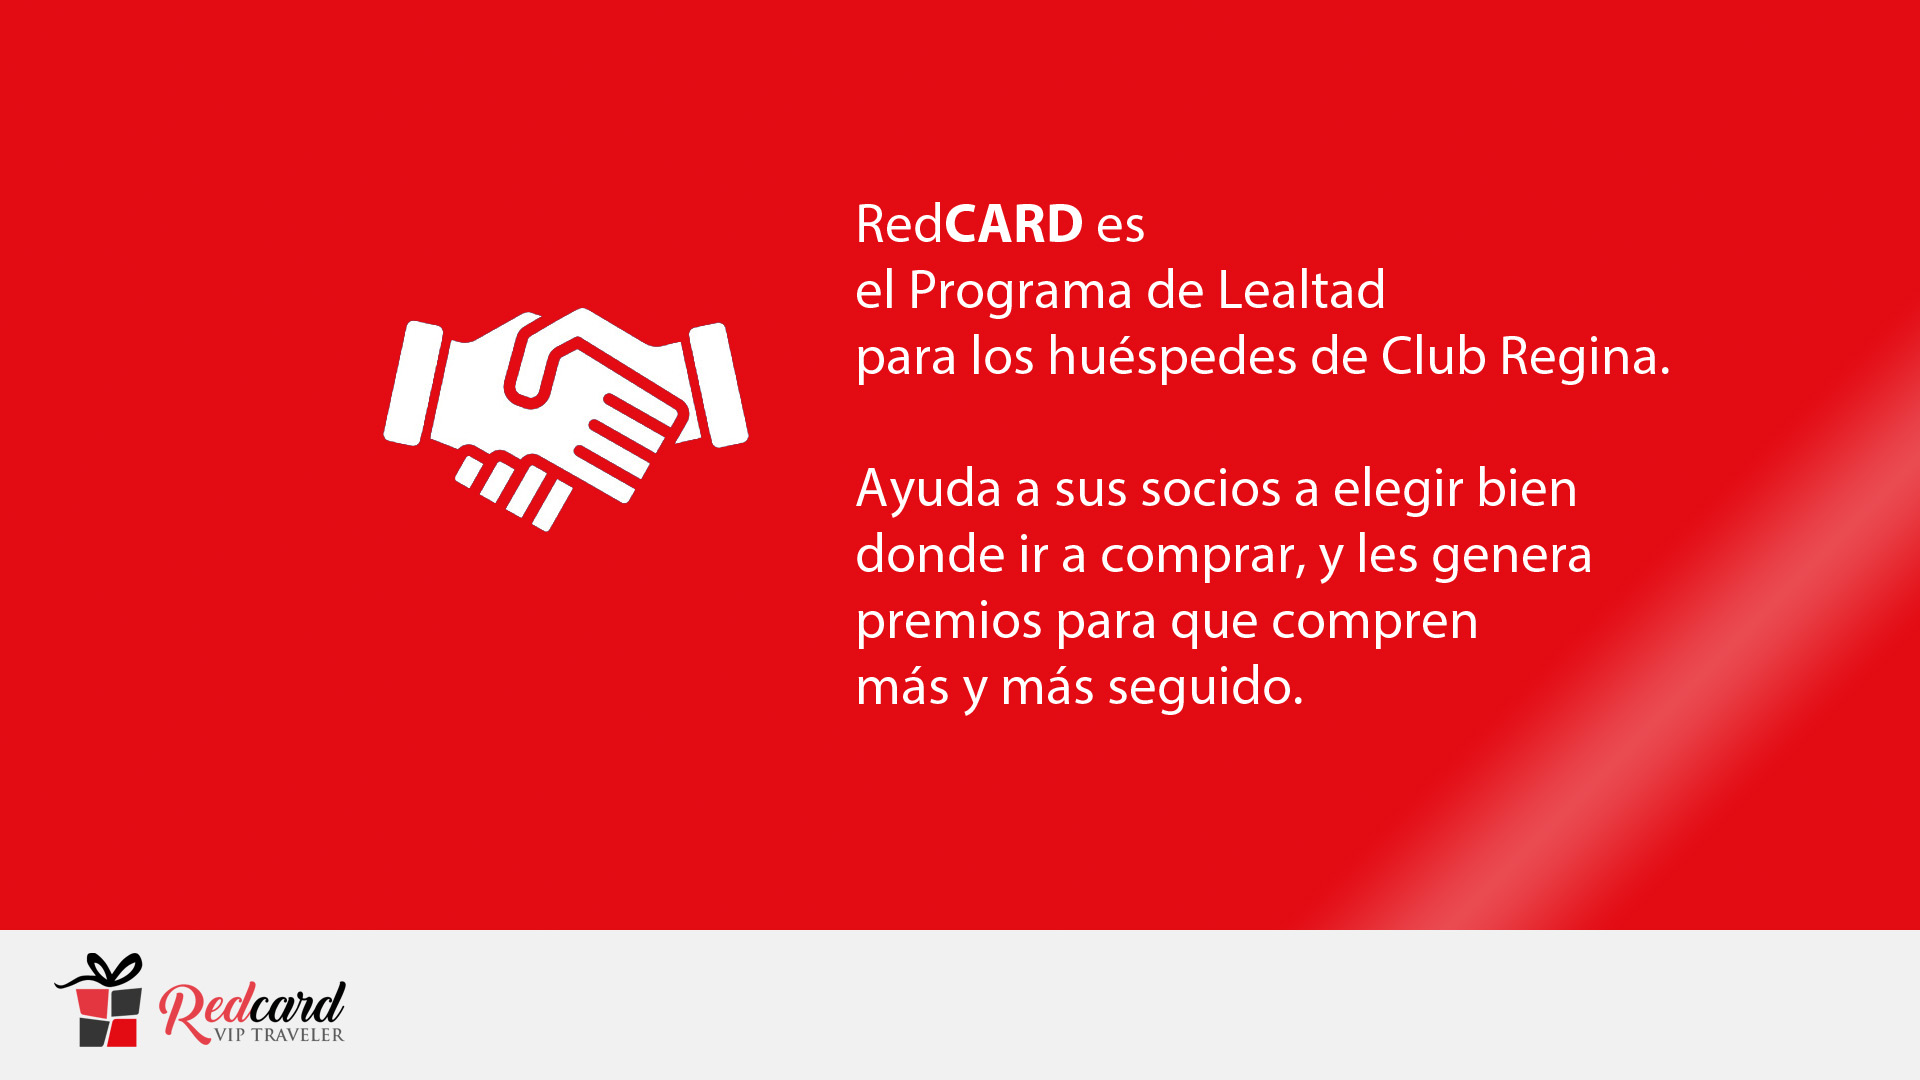 RedCARD es
el Programa de Lealtad
para los huéspedes de Club Regina.
Ayuda a sus socios a elegir bien
donde ir a comprar, y les genera
premios para que compren
más y más seguido.
Redcard
VIP TRAVELER